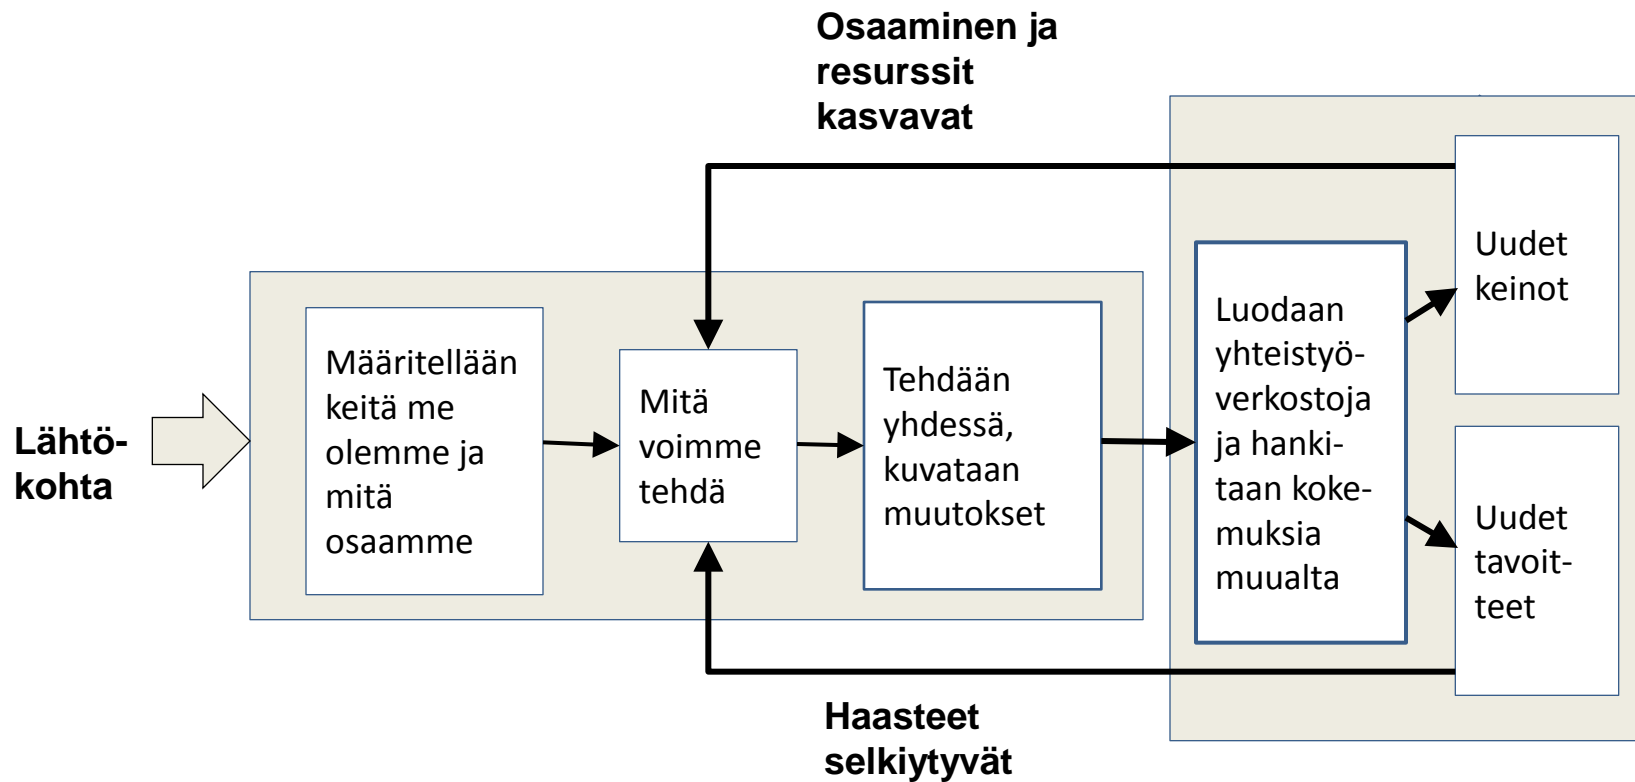 Osaaminen ja
resurssit
kasvavat
Lähtö-
kohta
Määritellään
keitä me
olemme ja
mitä
osaamme
Mitä
voimme
tehdä
Tehdään
yhdessä,
kuvataan
muutokset
Luodaan
yhteistyö-
verkostoja
ja hanki-
taan koke-
muksia
muualta
Uudet
keinot
Uudet
tavoit-
teet
Haasteet
selkiytyvät